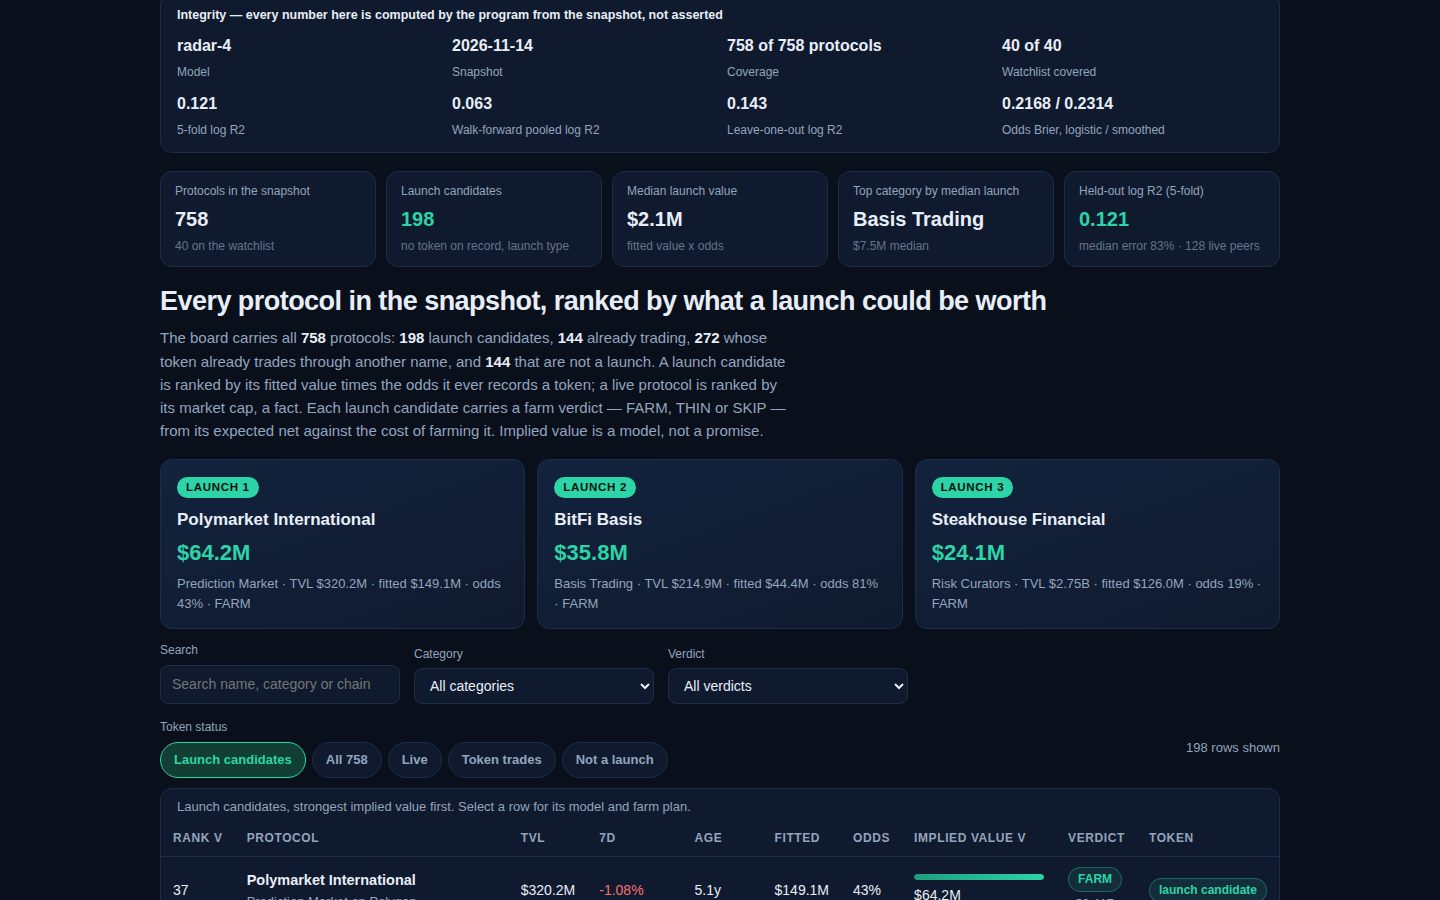 Integrity — every number here is computed by the program from the snapshot, not asserted
radar-4
2026-11-14
758 of 758 protocols
40 of 40
Model
Snapshot
Coverage
Watchlist covered
0.121
0.063
0.143
0.2168 / 0.2314
5-fold log R2
Walk-forward pooled log R2
Leave-one-out log R2
Odds Brier, logistic / smoothed
Protocols in the snapshot
758
40 on the watchlist
Launch candidates
198
no token on record, launch type
Median launch value
$2.1M
fitted value x odds
Top category by median launch
Basis Trading
$7.5M median
Held-out log R2 (5-fold)
0.121
median error 83% · 128 live peers
Every protocol in the snapshot, ranked by what a launch could be worth
The board carries all 758 protocols: 198 launch candidates, 144 already trading, 272 whose
token already trades through another name, and 144 that are not a launch. A launch candidate
is ranked by its fitted value times the odds it ever records a token; a live protocol is ranked by
its market cap, a fact. Each launch candidate carries a farm verdict — FARM, THIN or SKIP —
from its expected net against the cost of farming it. Implied value is a model, not a promise.
LAUNCH 1
Polymarket International
$64.2M
Prediction Market · TVL $320.2M · fitted $149.1M · odds
43% · FARM
LAUNCH 2
BitFi Basis
$35.8M
Basis Trading · TVL $214.9M · fitted $44.4M · odds 81%
· FARM
LAUNCH 3
Steakhouse Financial
$24.1M
Risk Curators · TVL $2.75B · fitted $126.0M · odds 19% ·
FARM
Search
Search name, category or chain
Category
All categories
Verdict
All verdicts
Token status
Launch candidates
All 758
Live
Token trades
Not a launch
198 rows shown
Launch candidates, strongest implied value first. Select a row for its model and farm plan.
RANK V
PROTOCOL
TVL
7D
AGE
FITTED
ODDS
IMPLIED VALUE V
VERDICT
TOKEN
37
Polymarket International
$320.2M
-1.08%
5.1y
$149.1M
43%
$64.2M
FARM
launch candidate